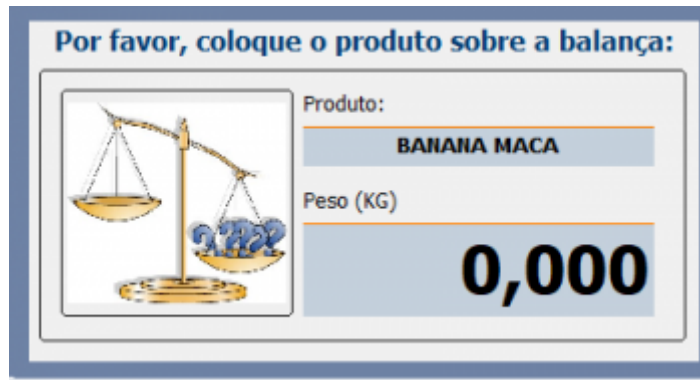 Por favor, coloque o produto sobre a balança:
Produto:
BANANA MACA
Peso (KG)
0,000